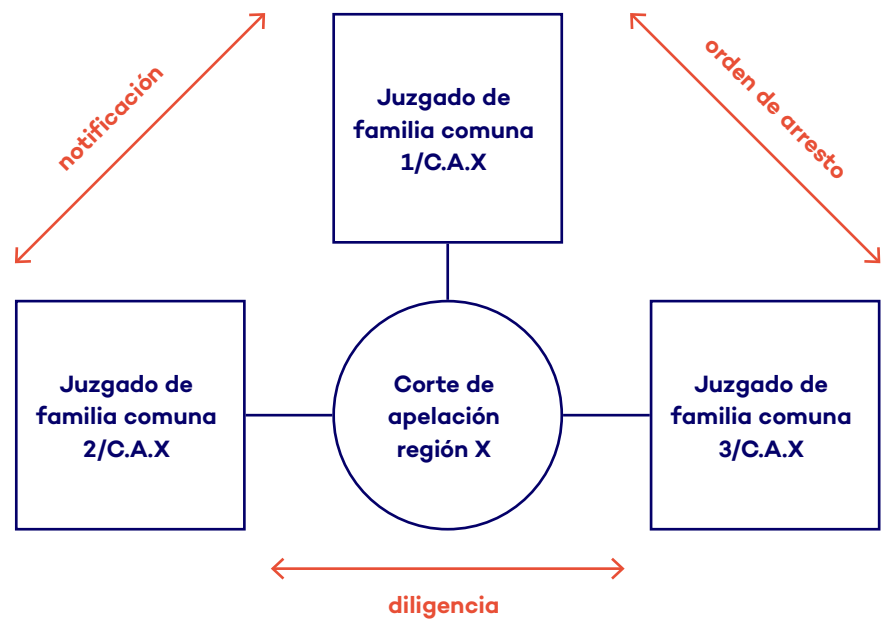 notificación
orden de arresto
Juzgado de
familia comuna
1/C.A.X
Juzgado de
familia comuna
2/C.A.X
Corte de
apelación
región X
Juzgado de
familia comuna
3/C.A.X
diligencia